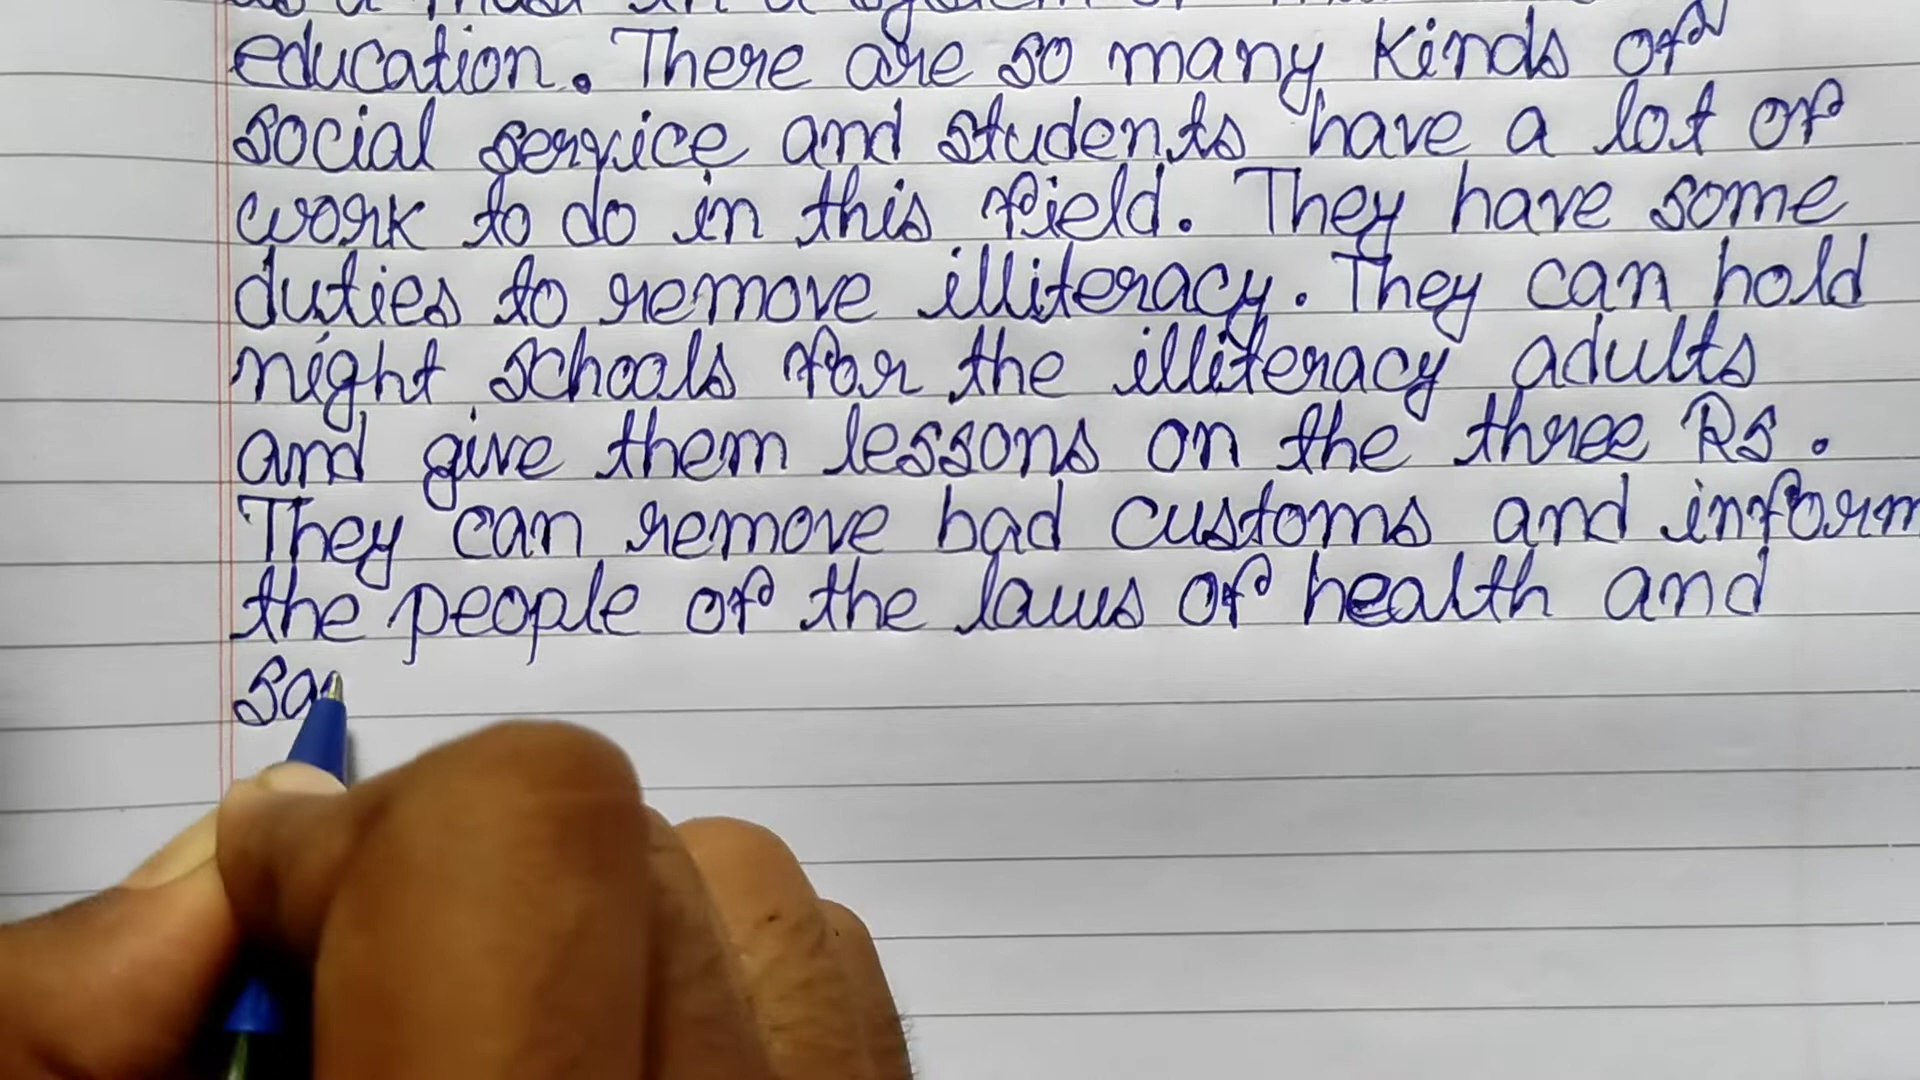 education. There are so many kinds of
social service and students have a lot of
work to do in this field. They have some
duties to remove illiteracy. They can hold
night schools for the illiteracy adults
and give them lessons on the three Rs.
They can remove bad customs and inform
the people of the laws of health and